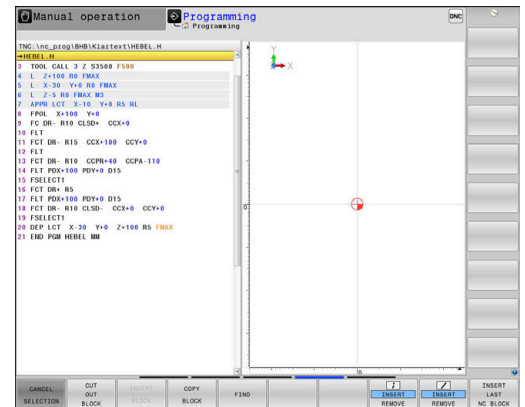 Manual operation
Programming
Programming
DNC
TNC:\nc_prog\BHB\Klartext\HEBEL.H
→HEBEL.H
3 TOOL CALL 3 Z S3500 F500
4 L Z+100 R0 FMAX
5 L X-30 Y+0 R0 FMAX
6 L Z-5 R0 FMAX M3
7 APPR LCT X-10 Y+0 R5 RL
8 FPOL X+100 Y+0
9 FC DR- R10 CLSD+ CCX+0
10 FLT
11 FCT DR- R15 CCX+100 CCY+0
12 FLT
13 FCT DR- R10 CCPR+40 CCPA-110
14 FLT PDX+100 PDY+0 D15
15 FSELECT1
16 FCT DR+ R5
17 FLT PDX+100 PDY+0 D15
18 FCT DR- R10 CLSD- CCX+0 CCY+0
19 FSELECT1
20 DEP LCT X-30 Y+0 Z+100 R5 FMAX
21 END PGM HEBEL MM
Y
X
0
0
CANCEL
SELECTION
CUT
OUT
BLOCK
INSERT
BLOCK
COPY
BLOCK
FIND
INSERT
REMOVE
INSERT
REMOVE
INSERT
LAST
NC BLOCK